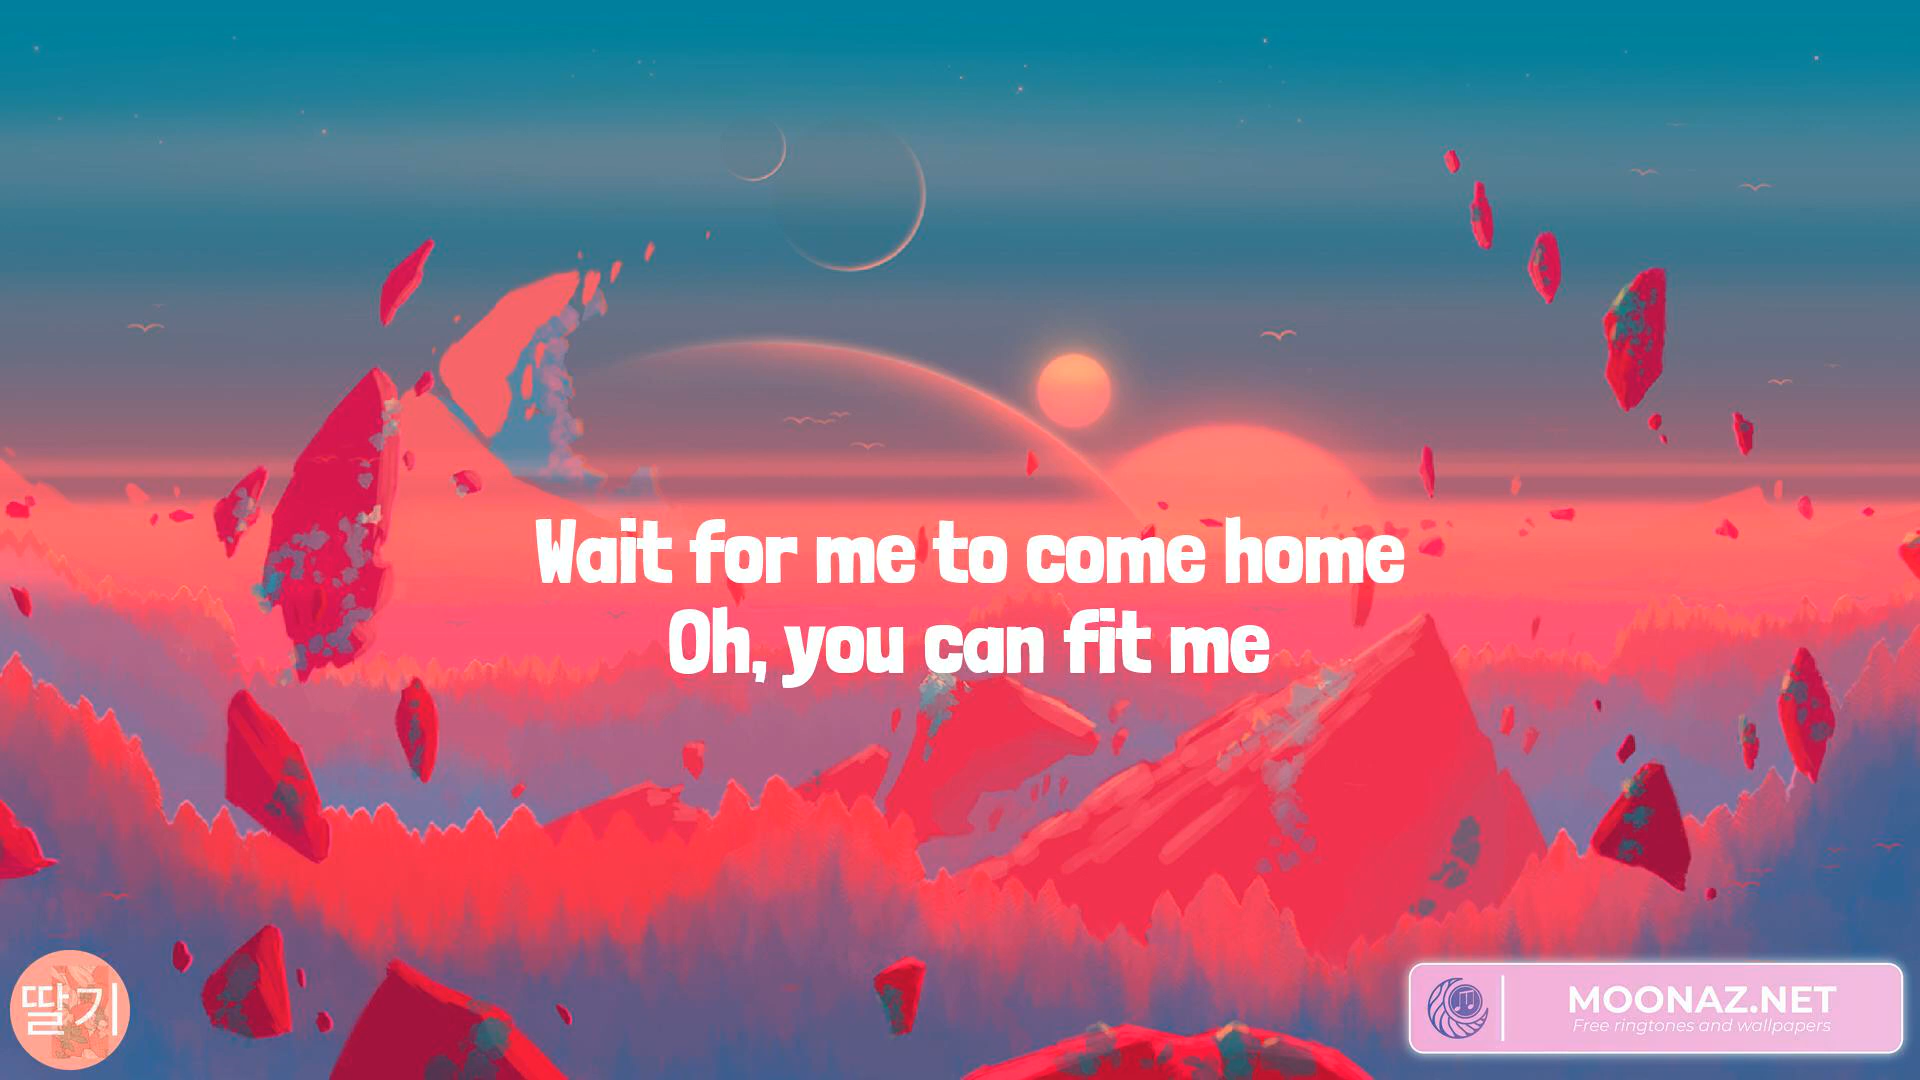 Wait for me to come home
Oh, you can fit me
딸기
MOONAZ.NET
Free ringtones and wallpapers